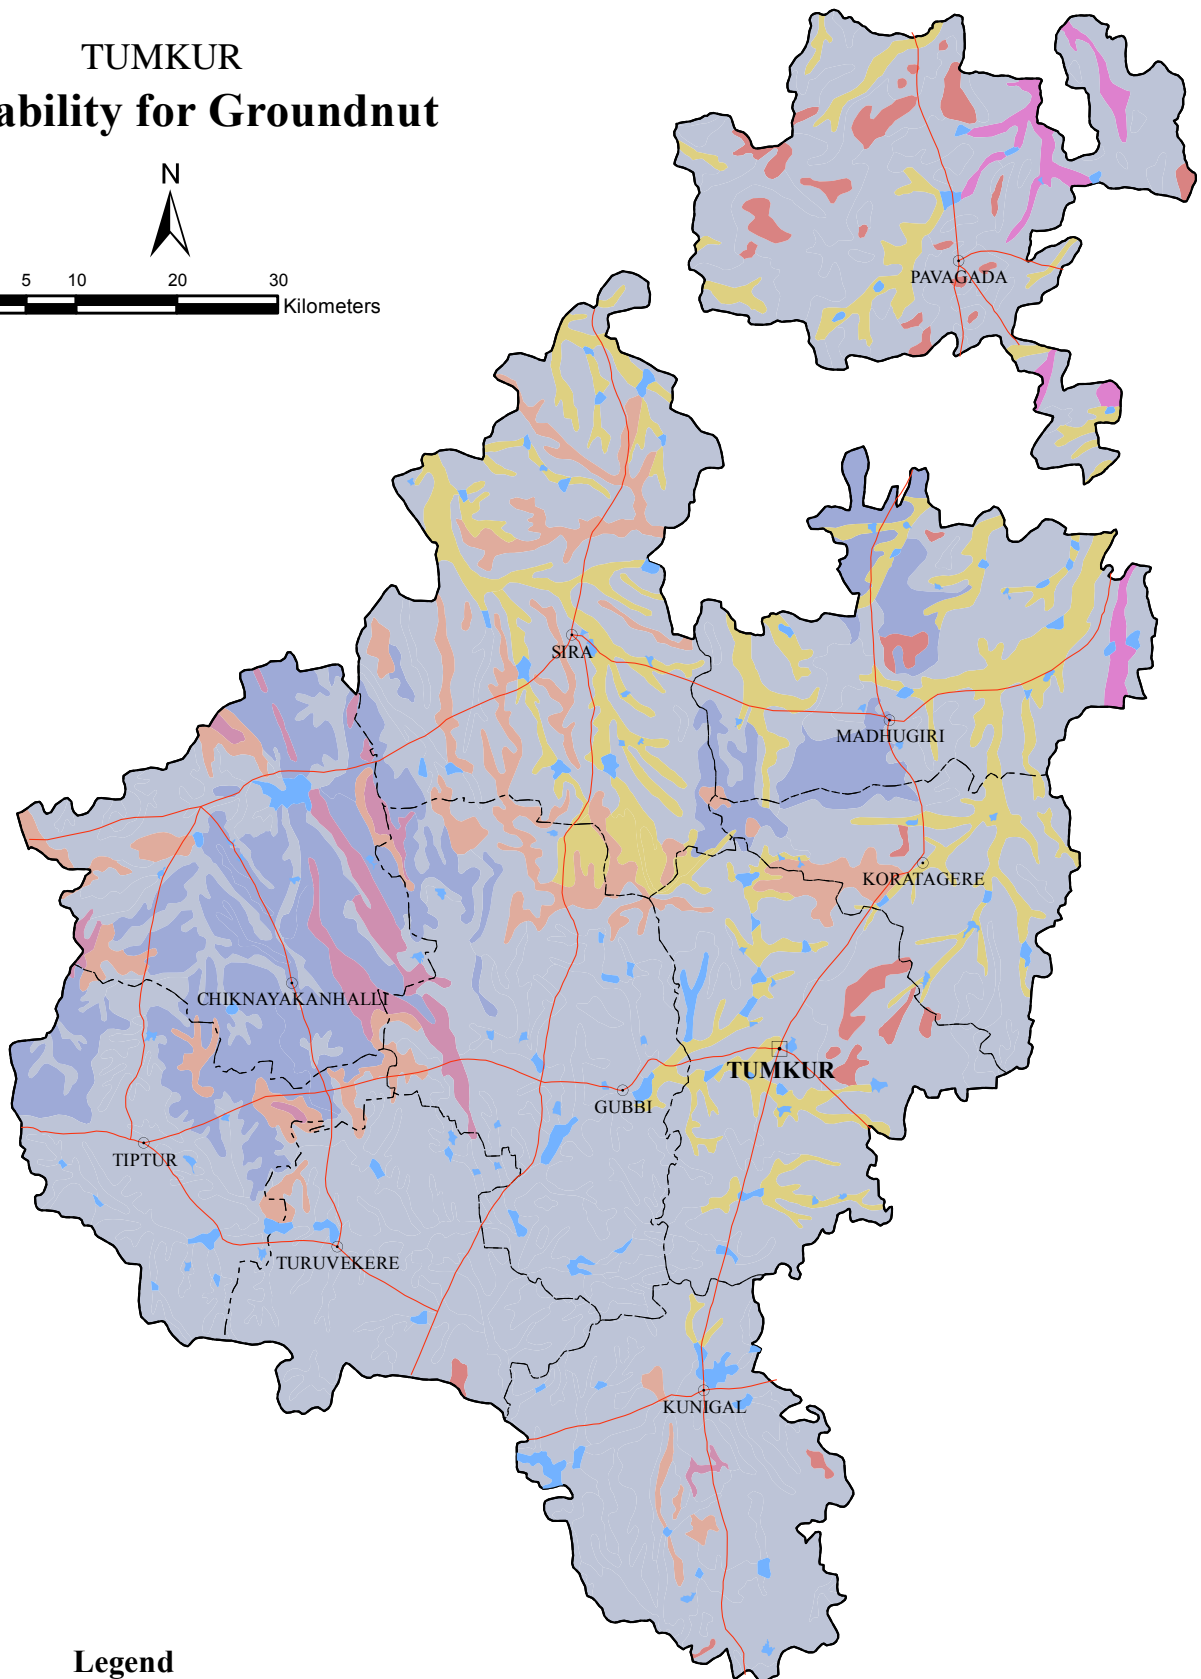 TUMKUR
ability for Groundnut
N
5 10 20 30
Kilometers
PAVAGADA
SIRA
MADHUGIRI
KORATAGERE
CHIKNAYAKANHALLI
TUMKUR
GUBBI
TIPTUR
TURUVEKERE
KUNIGAL
Legend